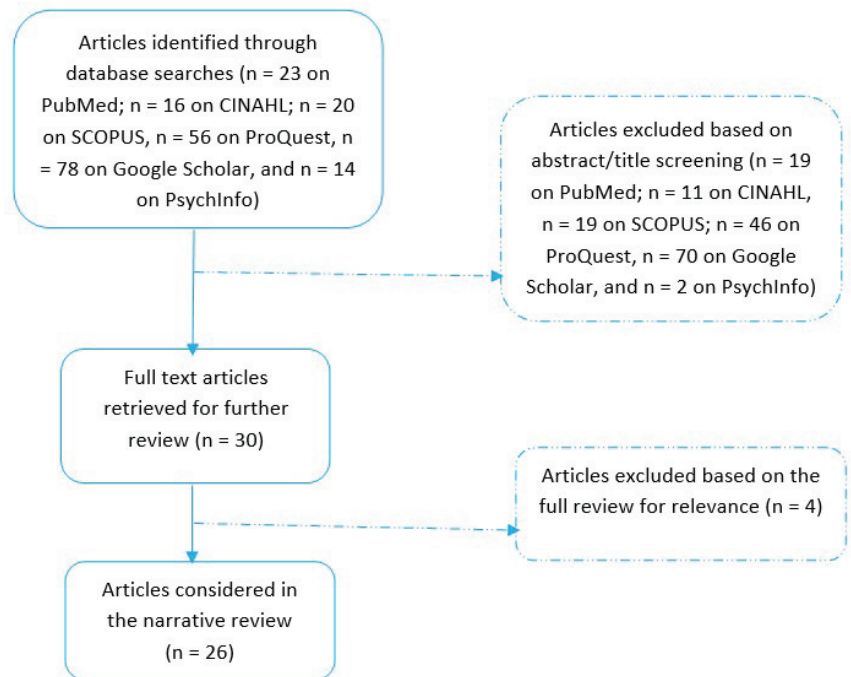 Articles identified through
database searches (n = 23 on
PubMed; n = 16 on CINAHL; n = 20
on SCOPUS, n = 56 on ProQuest, n
= 78 on Google Scholar, and n = 14
on PsychInfo)
Articles excluded based on
abstract/title screening (n = 19
on PubMed; n = 11 on CINAHL,
n = 19 on SCOPUS; n = 46 on
ProQuest, n = 70 on Google
Scholar, and n = 2 on PsychInfo)
Full text articles
retrieved for further
review (n = 30)
Articles excluded based on the
full review for relevance (n = 4)
Articles considered in
the narrative review
(n = 26)